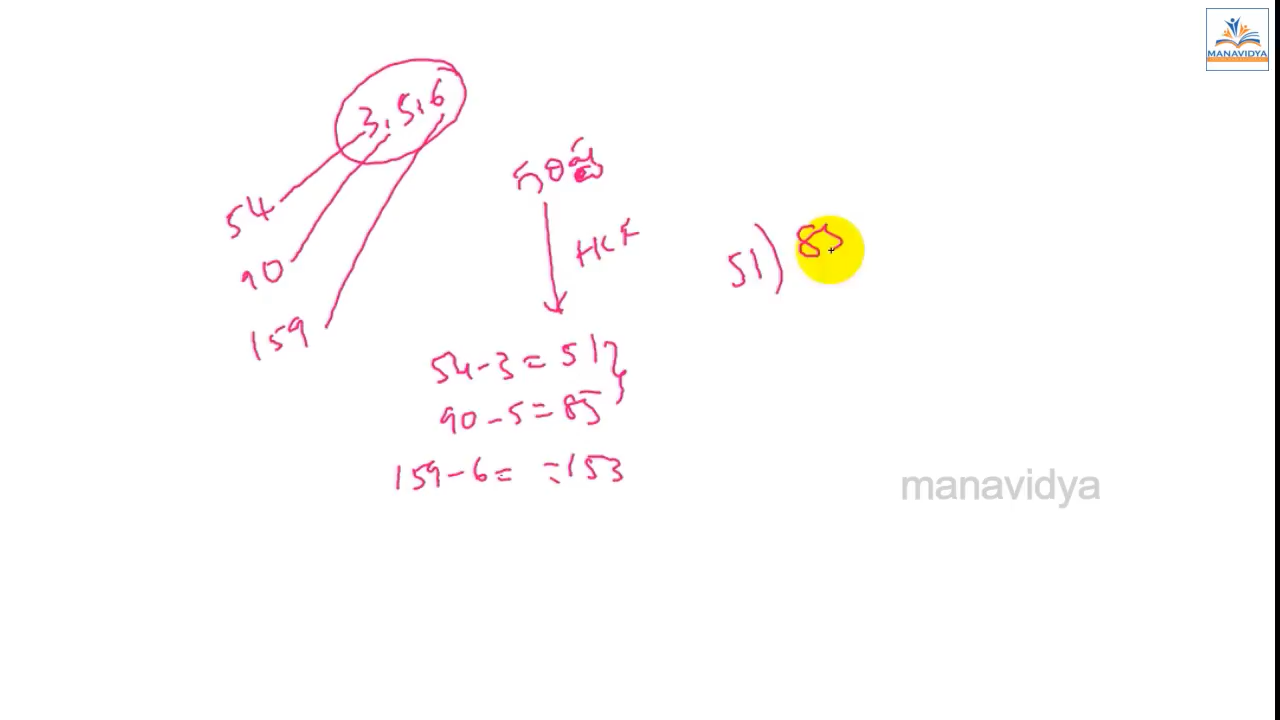 MANAVIDYA
3, 5, 6
54
90
159
HCF
51) 85
54 - 3 = 51
90 - 5 = 85
159 - 6 = = 153
manavidya